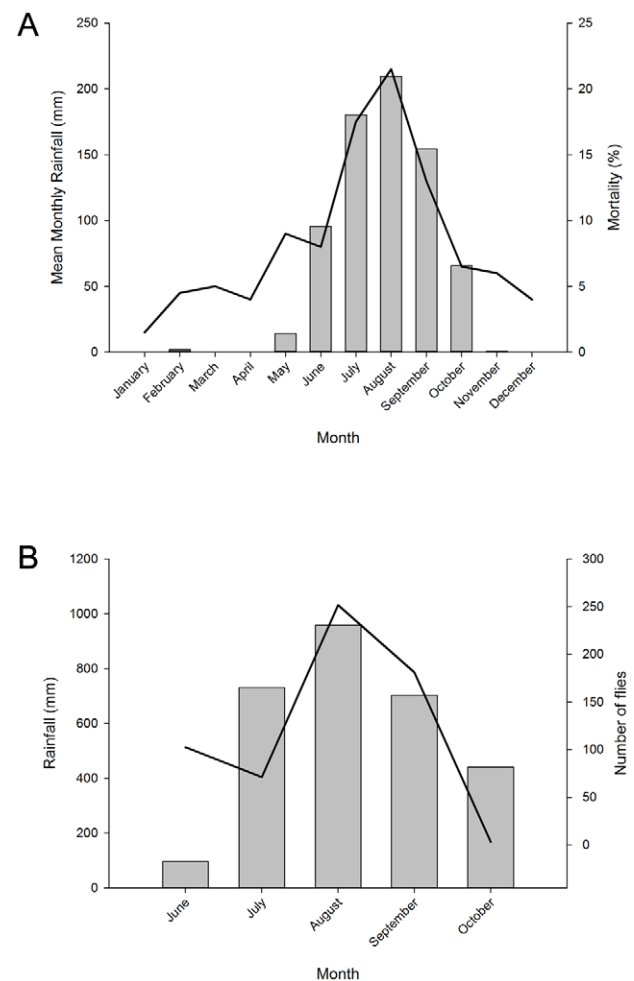 A
250
200
150
100
50
0
Mean Monthly Rainfall (mm)
25
20
15
10
5
0
Mortality (%)
January
February
March
April
May
June
July
August
September
October
November
December
Month
B
1200
1000
800
600
400
200
0
Rainfall (mm)
300
250
200
150
100
50
0
Number of flies
June
July
August
September
October
Month